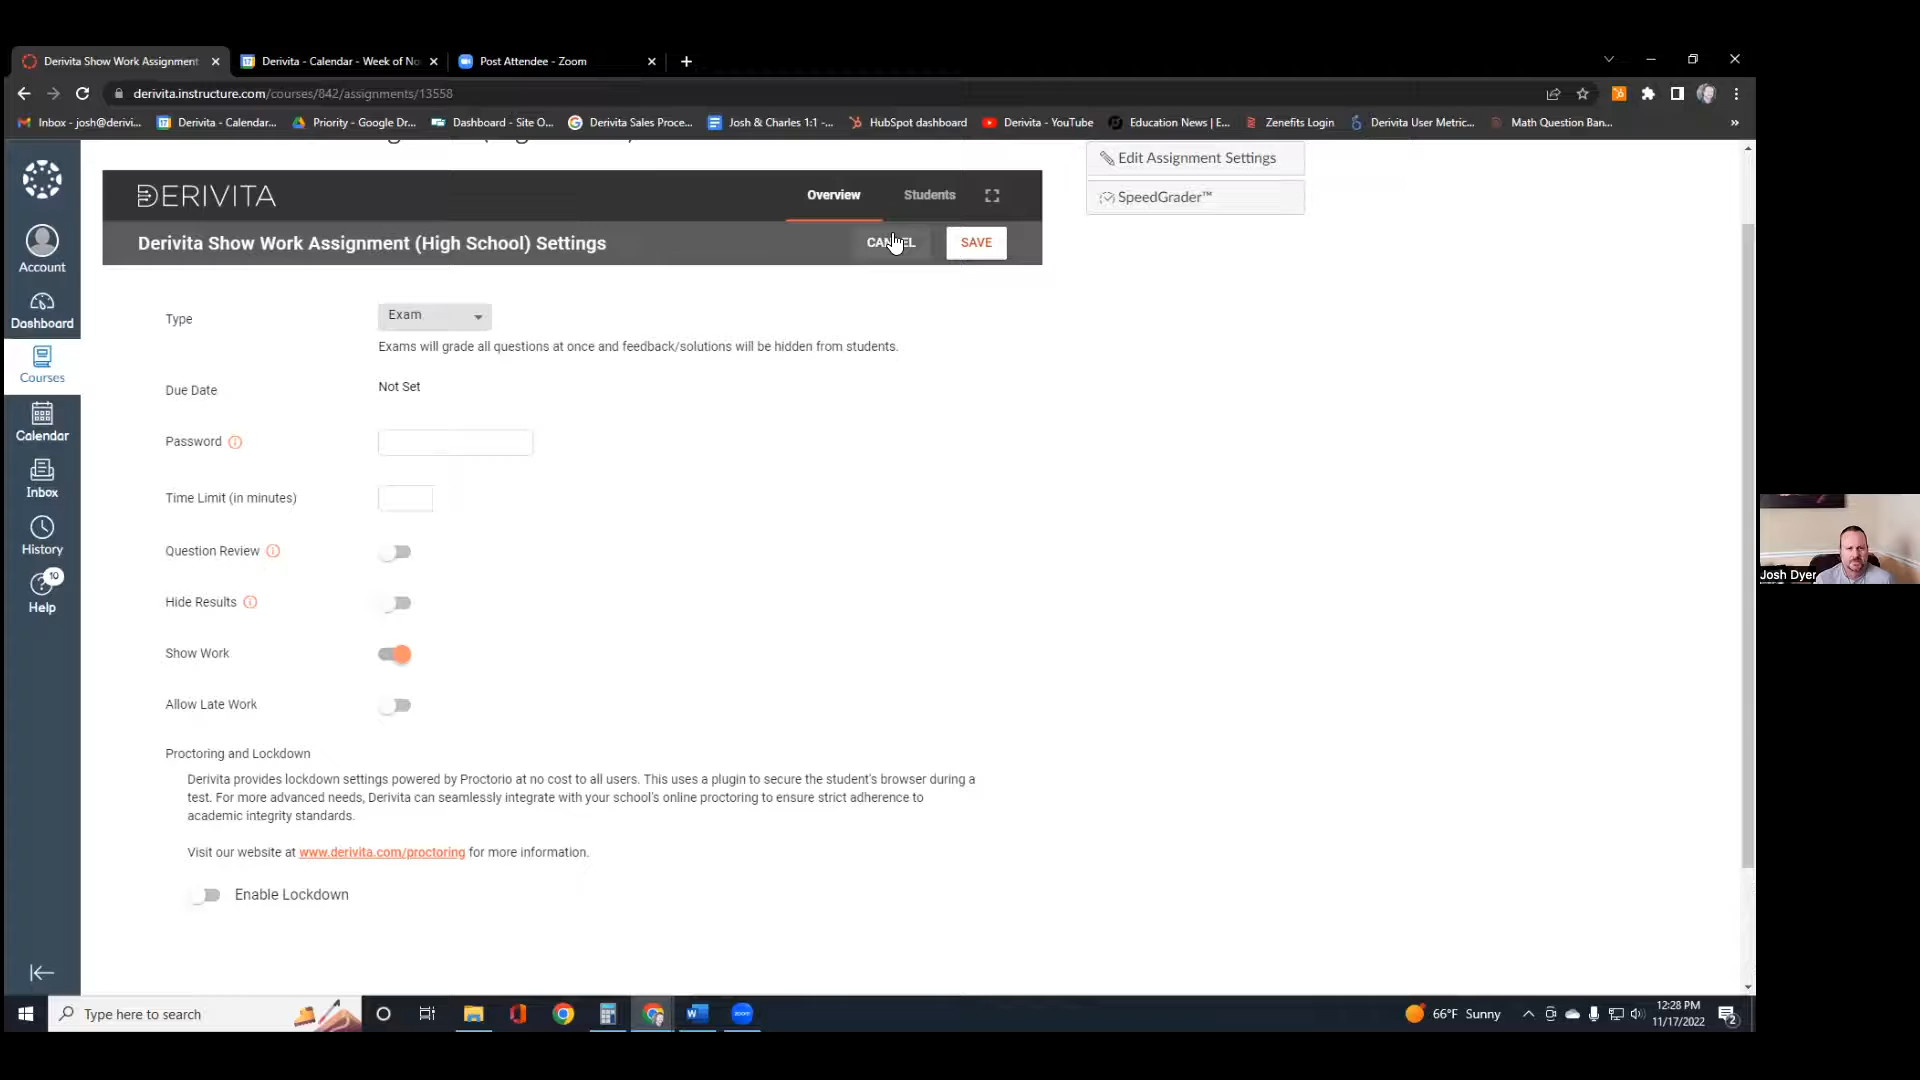 Derivita Show Work Assignment
Derivita - Calendar - Week of No
Post Attendee - Zoom
derivita.instructure.com/courses/842/assignments/13558
Inbox - josh@derivi...
Derivita - Calendar...
Priority - Google Dr...
Dashboard - Site O...
Derivita Sales Proce...
Josh & Charles 1:1 -...
HubSpot dashboard
Derivita - YouTube
Education News | E...
Zenefits Login
Derivita User Metric...
Math Question Ban...
Edit Assignment Settings
SpeedGrader™
DERIVITA
Overview
Students
Derivita Show Work Assignment (High School) Settings
SAVE
Account
Dashboard
Courses
Calendar
Inbox
History
10
Help
Type
Exam
Exams will grade all questions at once and feedback/solutions will be hidden from students.
Due Date
Not Set
Password
Time Limit (in minutes)
Question Review
Hide Results
Show Work
Allow Late Work
Proctoring and Lockdown
Derivita provides lockdown settings powered by Proctorio at no cost to all users. This uses a plugin to secure the student's browser during a
test. For more advanced needs, Derivita can seamlessly integrate with your school's online proctoring to ensure strict adherence to
academic integrity standards.
Visit our website at www.derivita.com/proctoring for more information.
Enable Lockdown
Josh Dyer
Type here to search
66°F Sunny
12:28 PM
11/17/2022
2